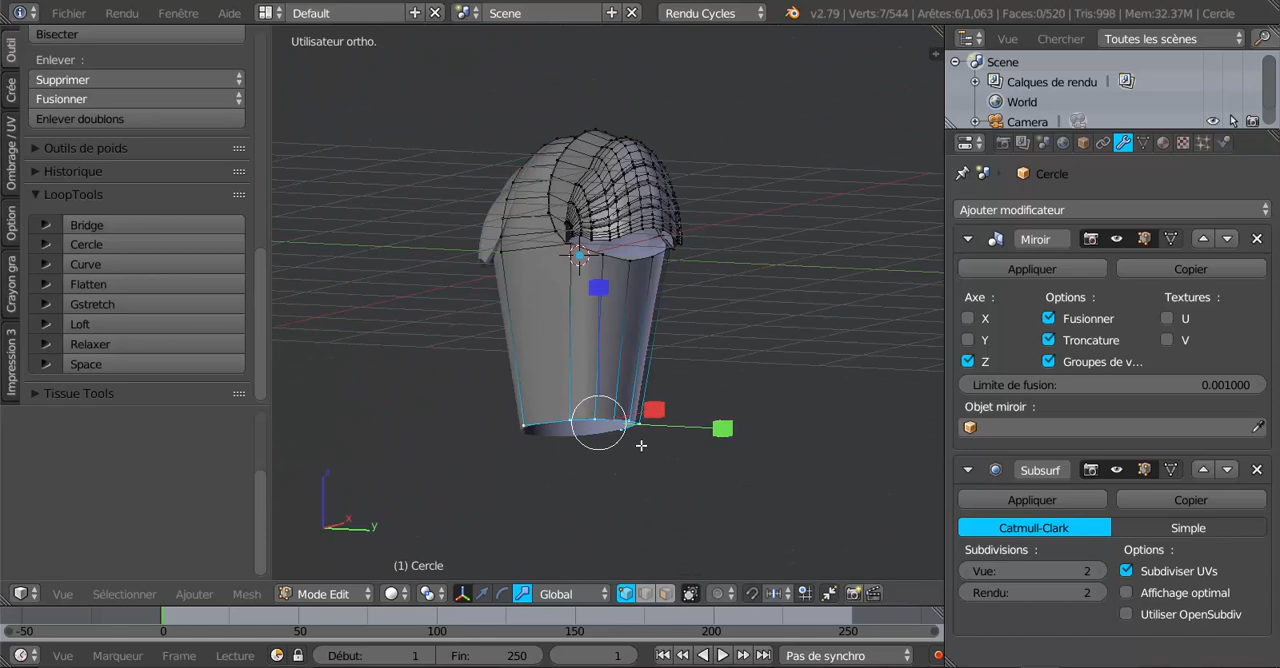 Fichier Rendu Fenêtre Aide Default Scene Rendu Cycles v2.79 | Verts:7/544 | Arêtes:6/1,063 | Faces:0/520 | Tris:998 | Mem:32.37M | Cercle
Outil
Crée
Ombrage / UV
Option
Crayon gra
Impression 3
Bisecter
Enlever :
Supprimer
Fusionner
Enlever doublons
Outils de poids
Historique
LoopTools
Bridge
Cercle
Curve
Flatten
Gstretch
Loft
Relaxer
Space
Tissue Tools
Utilisateur ortho.
z
x
y
(1) Cercle
Vue Chercher Toutes les scènes
Scene
Calques de rendu
World
Camera
Cercle
Ajouter modificateur
Miroir
Appliquer Copier
Axe : Options : Textures :
X Fusionner U
Y Troncature V
Z Groupes de v...
Limite de fusion: 0.001000
Objet miroir:
Subsurf
Appliquer Copier
Catmull-Clark Simple
Subdivisions : Options :
Vue: 2 Subdiviser UVs
Rendu: 2 Affichage optimal
Utiliser OpenSubdiv
Vue Sélectionner Ajouter Mesh Mode Edit Global
-50 0 50 100 150 200 250
Vue Marqueur Frame Lecture Début: 1 Fin: 250 1 Pas de synchro